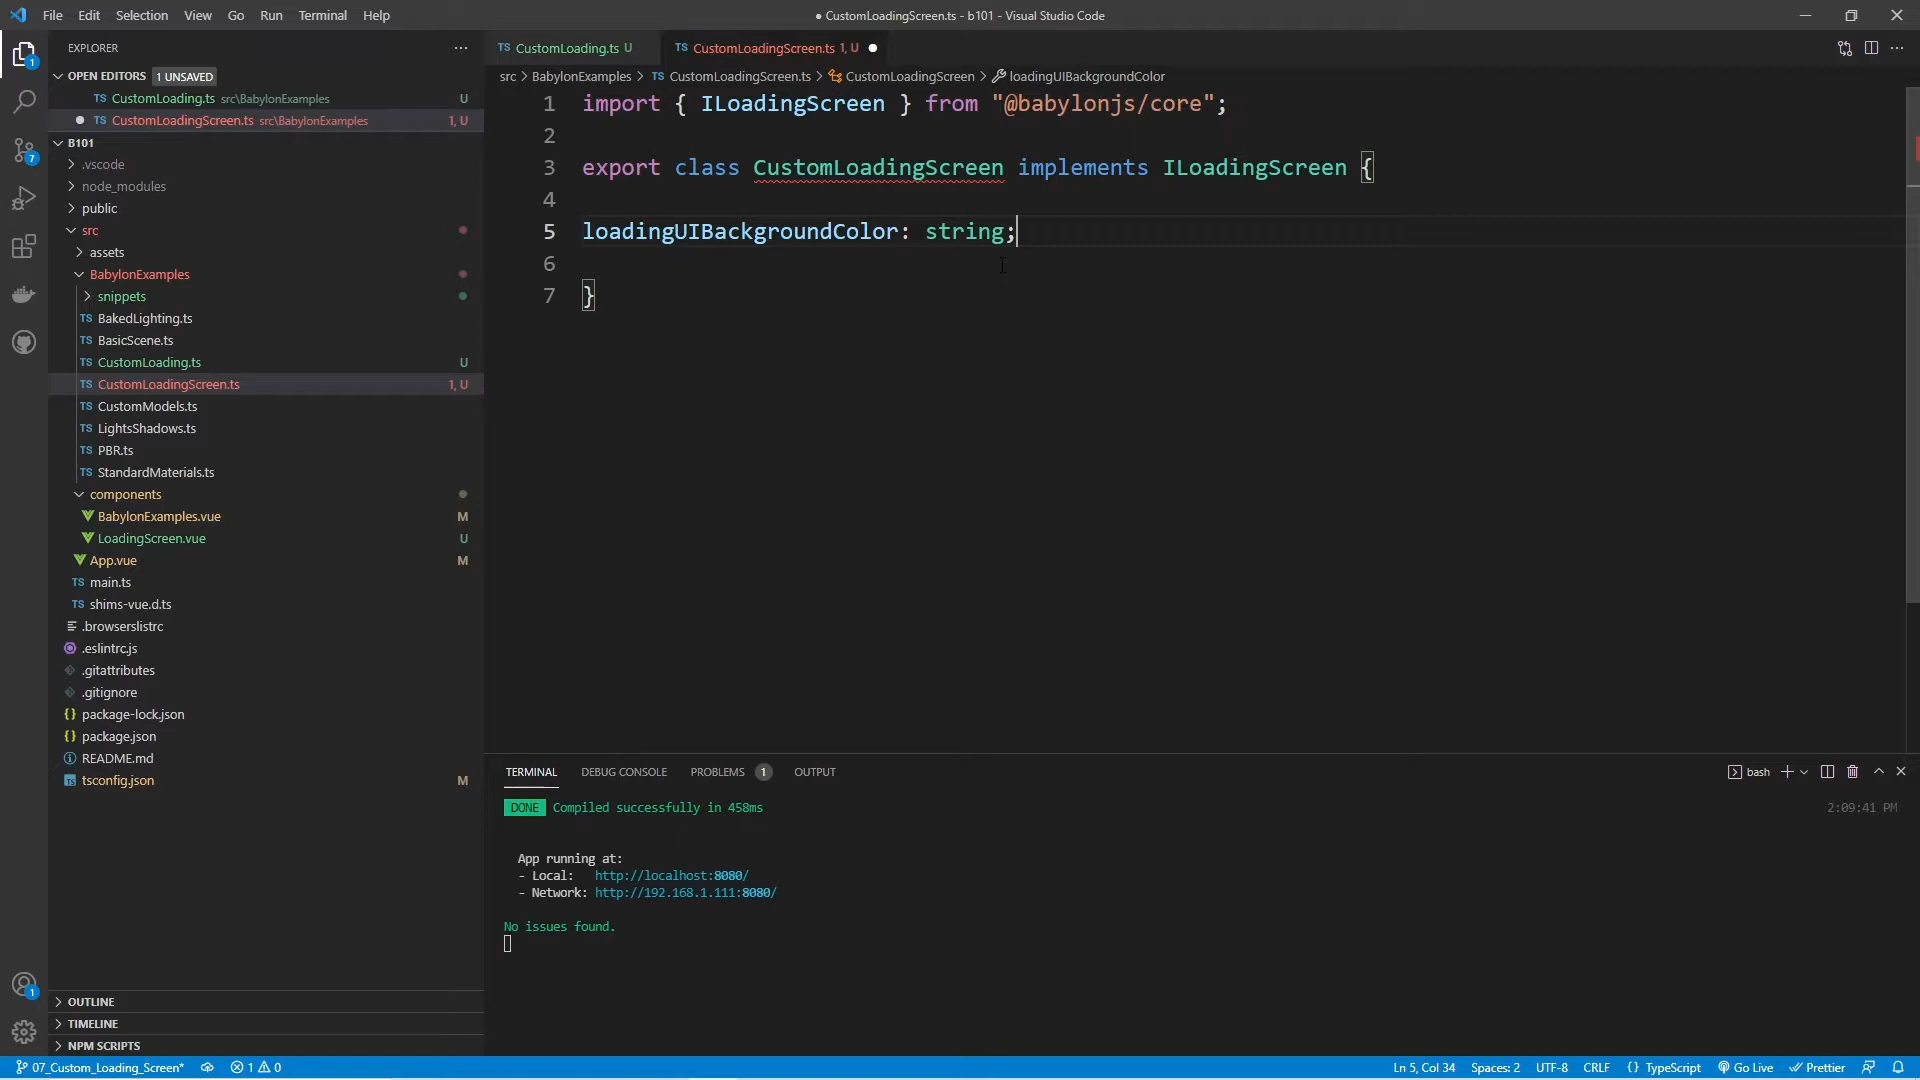 File Edit Selection View Go Run Terminal Help
● CustomLoadingScreen.ts - b101 - Visual Studio Code
EXPLORER
OPEN EDITORS 1 UNSAVED
TS CustomLoading.ts src\BabylonExamples U
TS CustomLoadingScreen.ts src\BabylonExamples 1, U
B101
.vscode
node_modules
public
src
assets
BabylonExamples
snippets
TS BakedLighting.ts
TS BasicScene.ts
TS CustomLoading.ts U
TS CustomLoadingScreen.ts 1, U
TS CustomModels.ts
TS LightsShadows.ts
TS PBR.ts
TS StandardMaterials.ts
components
BabylonExamples.vue M
LoadingScreen.vue U
App.vue M
TS main.ts
TS shims-vue.d.ts
.browserslistrc
.eslintrc.js
.gitattributes
.gitignore
{} package-lock.json
{} package.json
README.md
tsconfig.json M
OUTLINE
TIMELINE
NPM SCRIPTS
1
7
1
TS CustomLoading.ts U
TS CustomLoadingScreen.ts 1, U
src > BabylonExamples > TS CustomLoadingScreen.ts > CustomLoadingScreen > loadingUIBackgroundColor
1 import { ILoadingScreen } from "@babylonjs/core";
2
3 export class CustomLoadingScreen implements ILoadingScreen {
4
5 loadingUIBackgroundColor: string;
6
7 }
TERMINAL DEBUG CONSOLE PROBLEMS 1 OUTPUT
bash
DONE Compiled successfully in 458ms 2:09:41 PM
App running at:
- Local: http://localhost:8080/
- Network: http://192.168.1.111:8080/
No issues found.
07_Custom_Loading_Screen* 1 0
Ln 5, Col 34 Spaces: 2 UTF-8 CRLF {} TypeScript Go Live Prettier